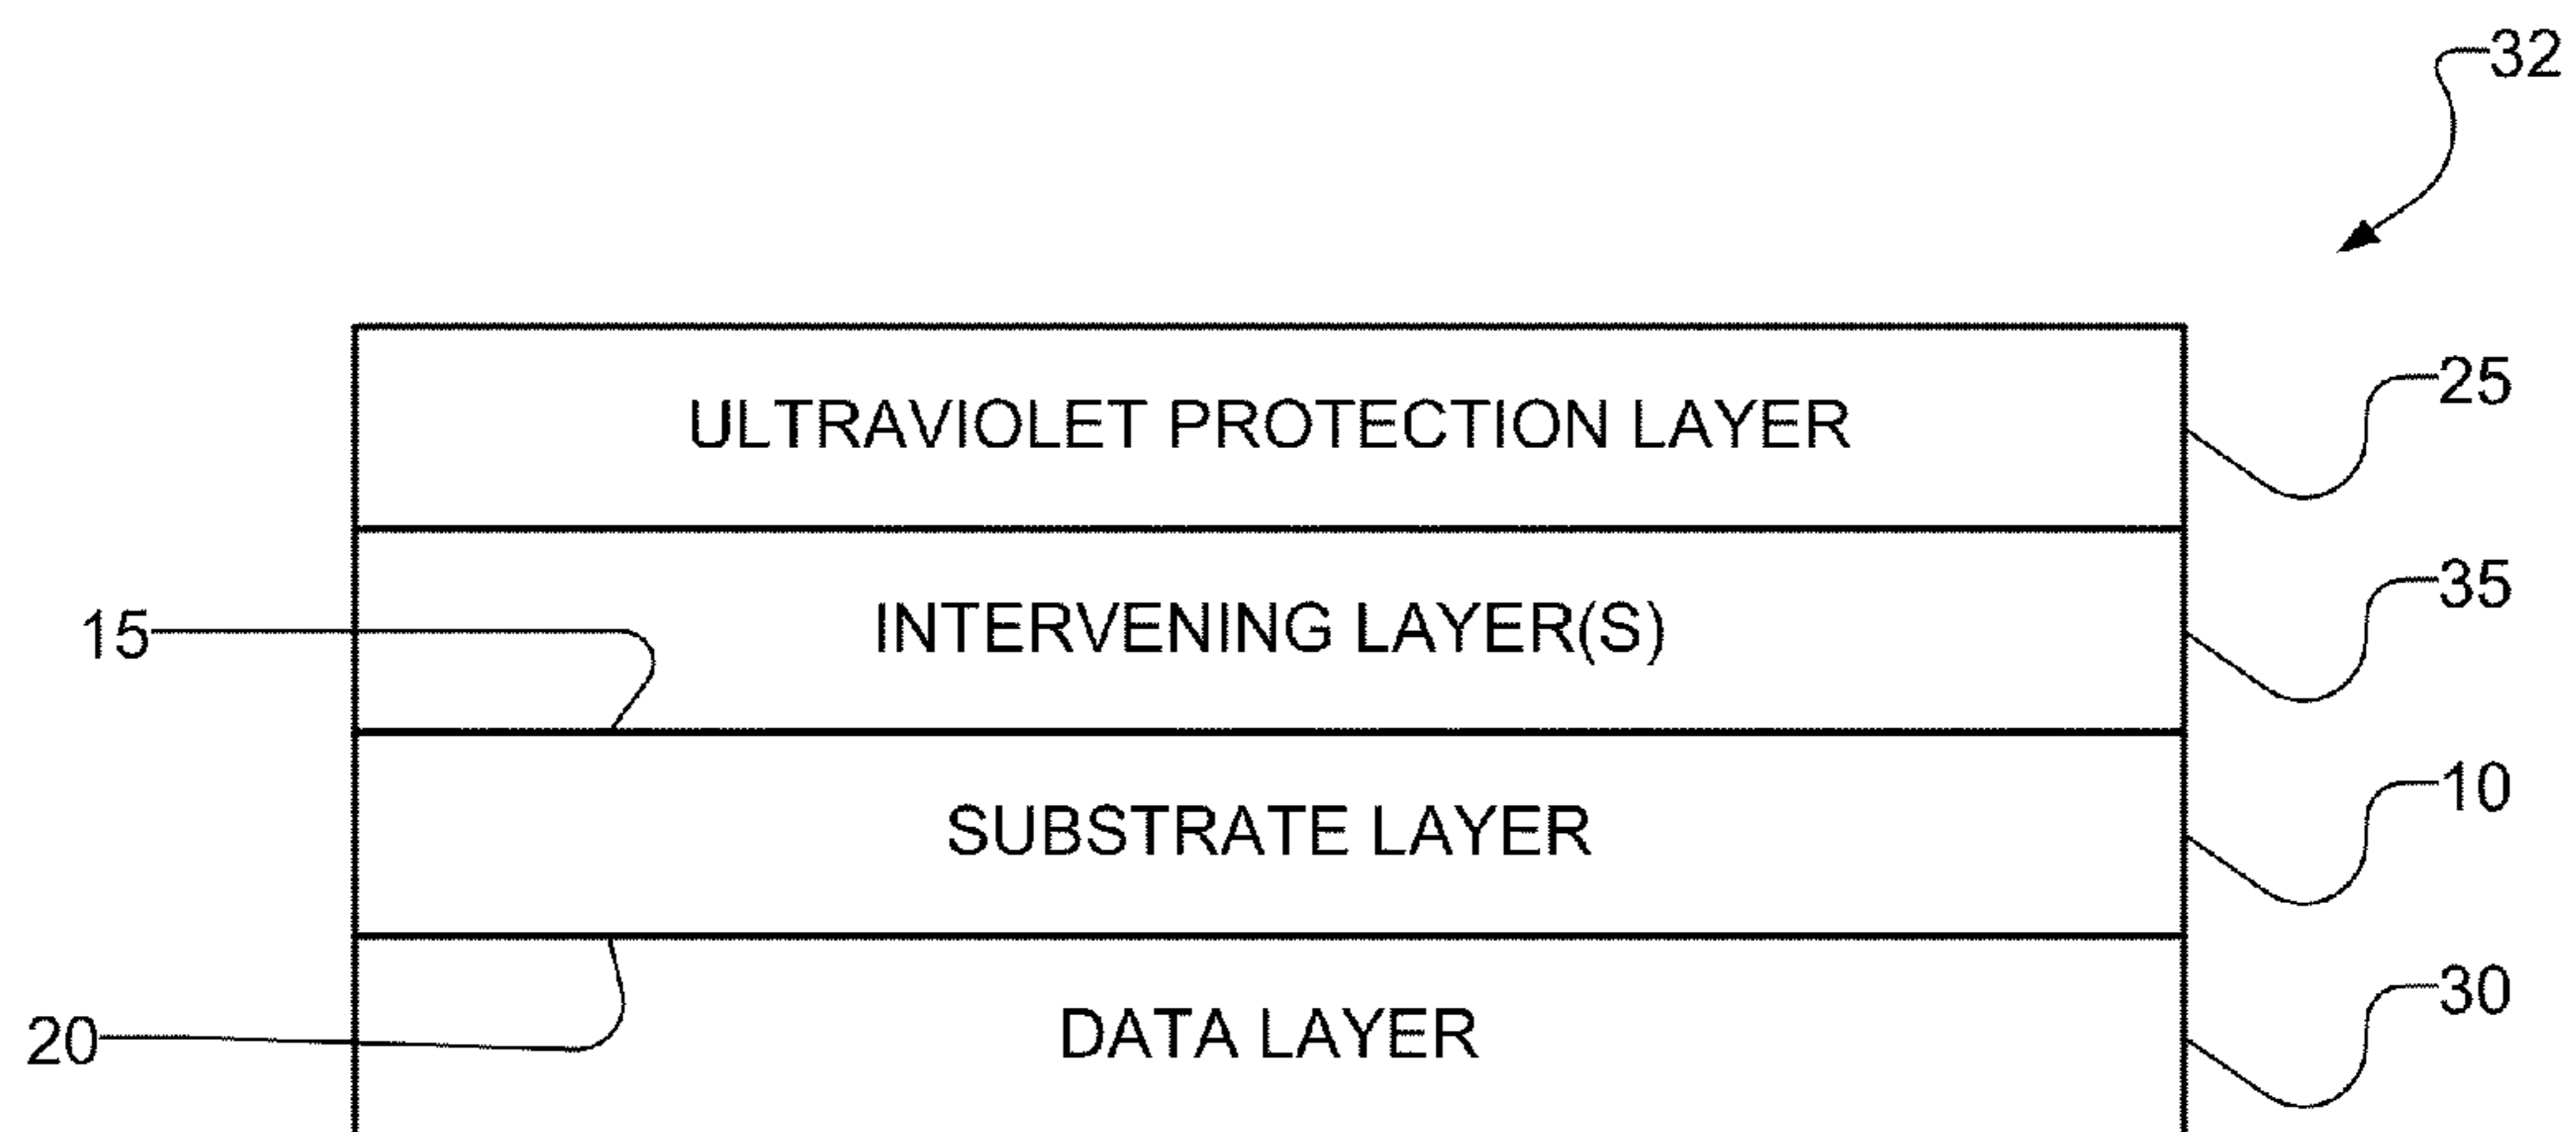 32
ULTRAVIOLET PROTECTION LAYER
25
15
INTERVENING LAYER(S)
35
SUBSTRATE LAYER
10
20
DATA LAYER
30